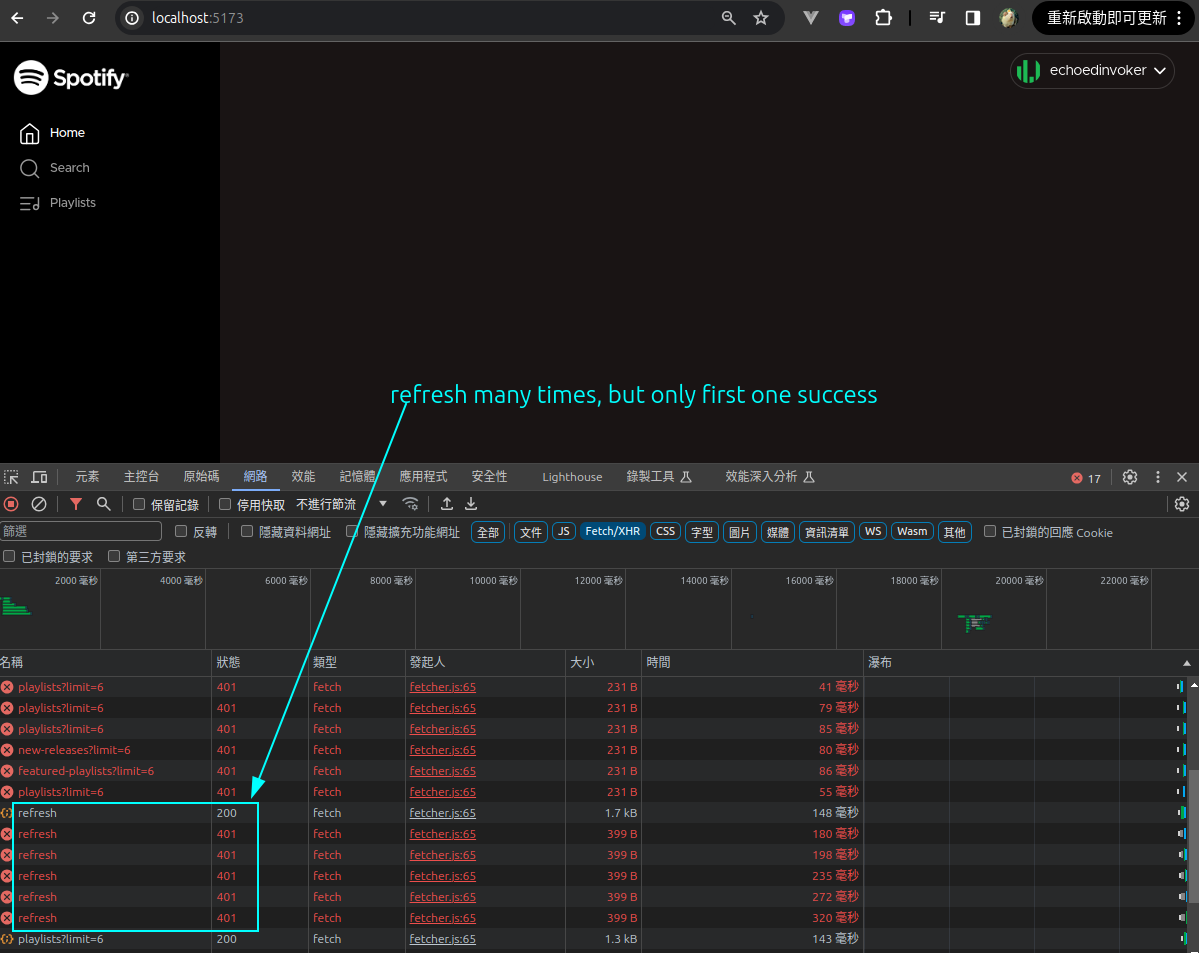 localhost:5173
重新啟動即可更新
Spotify
echoedinvoker
Home
Search
Playlists
refresh many times, but only first one success
元素 主控台 原始碼 網路 效能 記憶體 應用程式 安全性 Lighthouse 錄製工具 效能深入分析 17
保留記錄 停用快取 不進行節流
篩選 反轉 隱藏資料網址 隱藏擴充功能網址 全部 文件 JS Fetch/XHR CSS 字型 圖片 媒體 資訊清單 WS Wasm 其他 已封鎖的回應 Cookie
已封鎖的要求 第三方要求
2000 毫秒 4000 毫秒 6000 毫秒 8000 毫秒 10000 毫秒 12000 毫秒 14000 毫秒 16000 毫秒 18000 毫秒 20000 毫秒 22000 毫秒
名稱 狀態 類型 發起人 大小 時間 瀑布
playlists?limit=6 401 fetch fetcher.js:65 231 B 41 毫秒
playlists?limit=6 401 fetch fetcher.js:65 231 B 79 毫秒
playlists?limit=6 401 fetch fetcher.js:65 231 B 85 毫秒
new-releases?limit=6 401 fetch fetcher.js:65 231 B 80 毫秒
featured-playlists?limit=6 401 fetch fetcher.js:65 231 B 86 毫秒
playlists?limit=6 401 fetch fetcher.js:65 231 B 55 毫秒
refresh 200 fetch fetcher.js:65 1.7 kB 148 毫秒
refresh 401 fetch fetcher.js:65 399 B 180 毫秒
refresh 401 fetch fetcher.js:65 399 B 198 毫秒
refresh 401 fetch fetcher.js:65 399 B 235 毫秒
refresh 401 fetch fetcher.js:65 399 B 272 毫秒
refresh 401 fetch fetcher.js:65 399 B 320 毫秒
playlists?limit=6 200 fetch fetcher.js:65 1.3 kB 143 毫秒